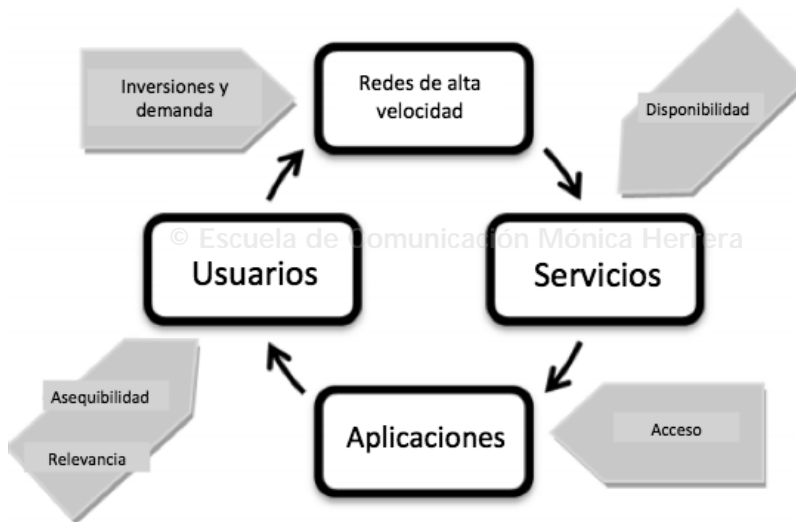 Inversiones y
demanda
Redes de alta
velocidad
Disponibilidad
© Escuela de Comunicación Mónica Herrera
Usuarios
Servicios
Asequibilidad
Relevancia
Aplicaciones
Acceso